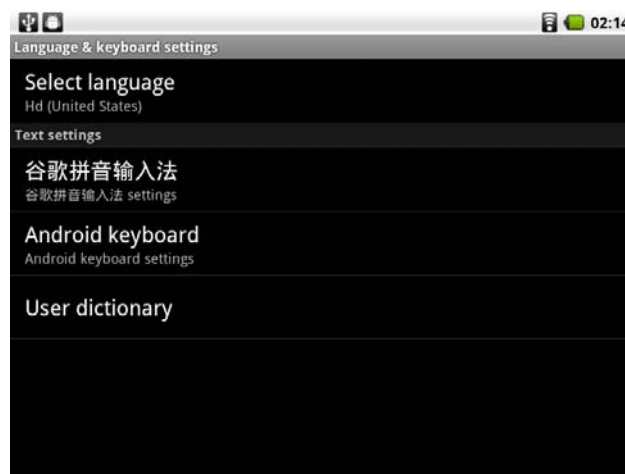 02:14
Language & keyboard settings
Select language
Hd (United States)
Text settings
谷歌拼音输入法
谷歌拼音输入法 settings
Android keyboard
Android keyboard settings
User dictionary